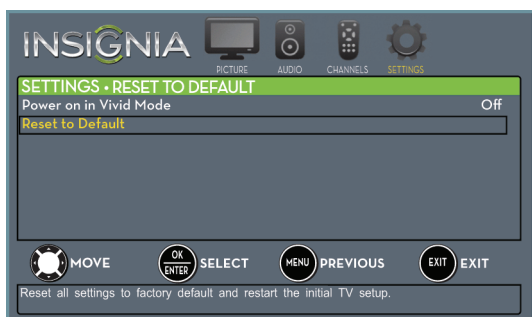 INSIGNIA
PICTURE AUDIO CHANNELS SETTINGS
SETTINGS • RESET TO DEFAULT
Power on in Vivid Mode Off
Reset to Default
MOVE OK ENTER SELECT MENU PREVIOUS EXIT EXIT
Reset all settings to factory default and restart the initial TV setup.